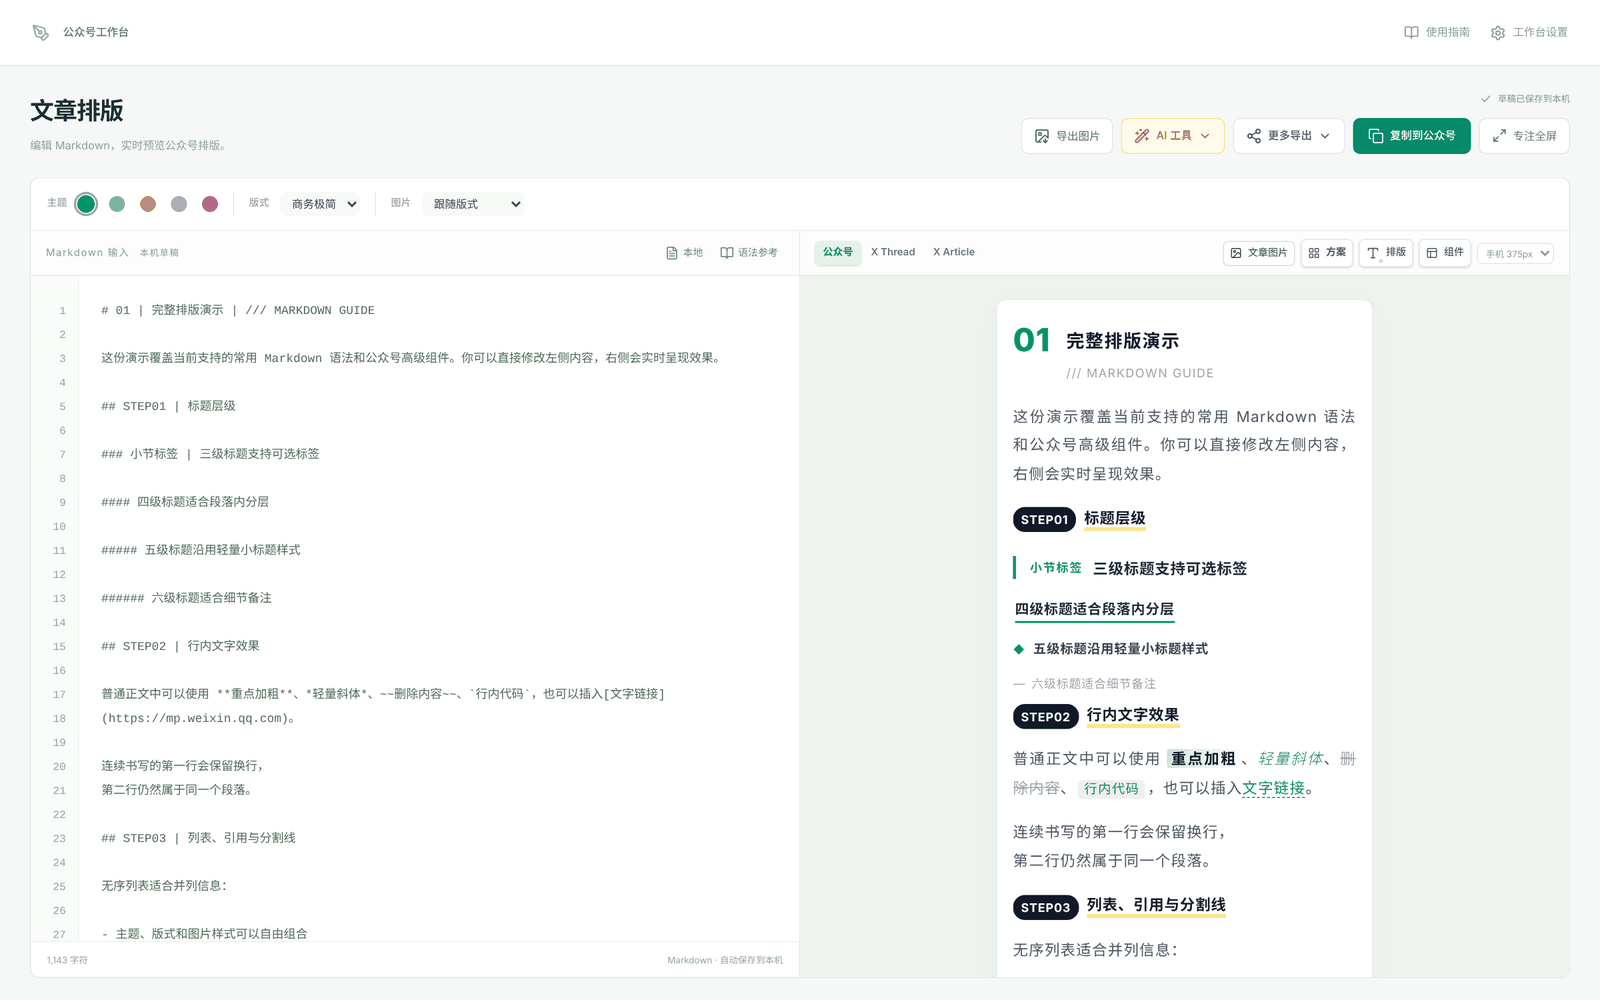 公众号工作台
使用指南
工作台设置
文章排版
编辑 Markdown，实时预览公众号排版。
草稿已保存到本机
导出图片
AI 工具
更多导出
复制到公众号
专注全屏
主题
版式
商务极简
图片
跟随版式
Markdown 输入
本机草稿
本地
语法参考
1 # 01 | 完整排版演示 | /// MARKDOWN GUIDE
2
3 这份演示覆盖当前支持的常用 Markdown 语法和公众号高级组件。你可以直接修改左侧内容，右侧会实时呈现效果。
4
5 ## STEP01 | 标题层级
6
7 ### 小节标签 | 三级标题支持可选标签
8
9 #### 四级标题适合段落内分层
10
11 ##### 五级标题沿用轻量小标题样式
12
13 ###### 六级标题适合细节备注
14
15 ## STEP02 | 行内文字效果
16
17 普通正文中可以使用 **重点加粗**、*轻量斜体*、~~删除内容~~、`行内代码`，也可以插入[文字链接]
18 (https://mp.weixin.qq.com)。
19
20 连续书写的第一行会保留换行，
21 第二行仍然属于同一个段落。
22
23 ## STEP03 | 列表、引用与分割线
24
25 无序列表适合并列信息：
26
27 - 主题、版式和图片样式可以自由组合
1,143 字符
Markdown · 自动保存到本机
公众号
X Thread
X Article
文章图片
方案
排版
组件
手机 375px
01 完整排版演示
/// MARKDOWN GUIDE
这份演示覆盖当前支持的常用 Markdown 语法
和公众号高级组件。你可以直接修改左侧内容，
右侧会实时呈现效果。
STEP01 标题层级
小节标签 三级标题支持可选标签
四级标题适合段落内分层
◆ 五级标题沿用轻量小标题样式
— 六级标题适合细节备注
STEP02 行内文字效果
普通正文中可以使用 重点加粗 、轻量斜体、删
除内容、 行内代码 ，也可以插入文字链接。
连续书写的第一行会保留换行，
第二行仍然属于同一个段落。
STEP03 列表、引用与分割线
无序列表适合并列信息：